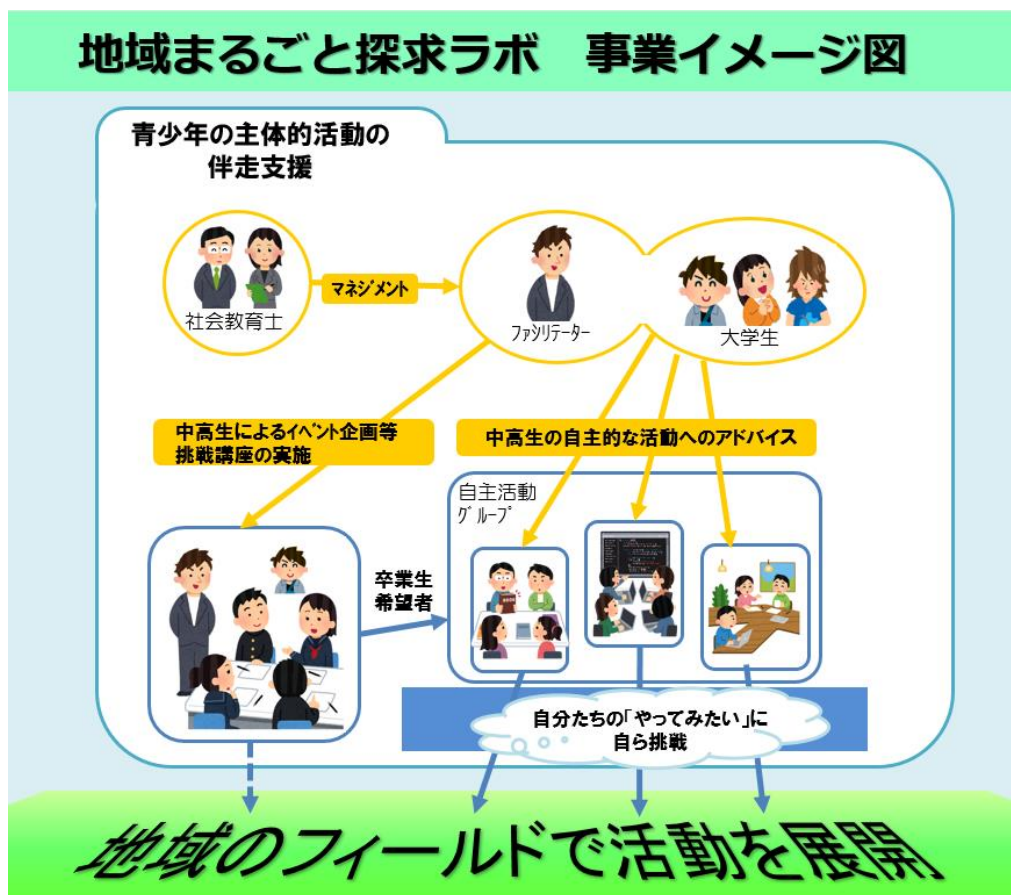 地域まるごと探求ラボ　事業イメージ図
青少年の主体的活動の
伴走支援
マネジメント
社会教育士
ファシリテーター
大学生
中高生によるイベント企画等
挑戦講座の実施
中高生の自主的な活動へのアドバイス
自主活動
グループ
卒業生
希望者
自分たちの「やってみたい」に
自ら挑戦
地域のフィールドで活動を展開